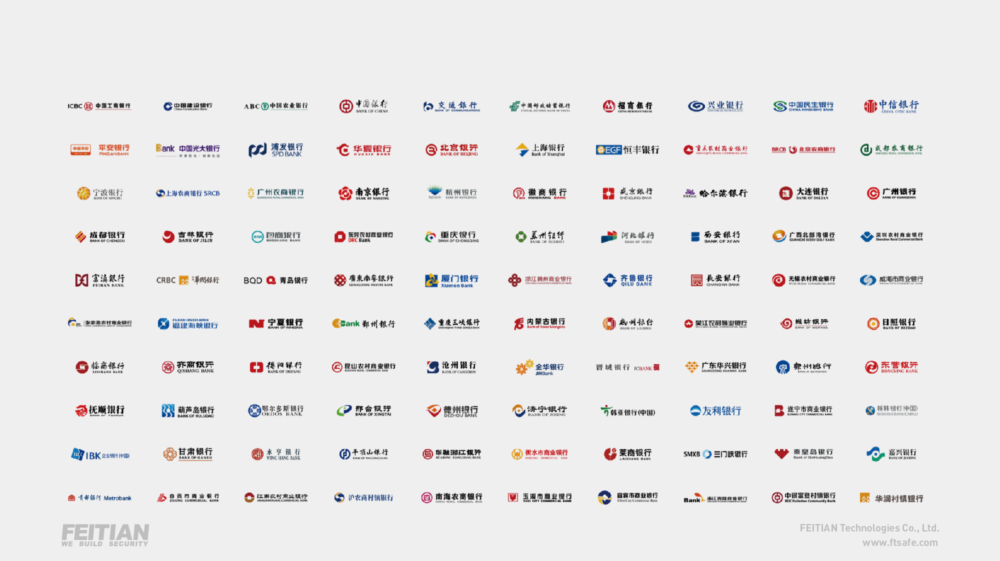 ICBC 中国工商银行
中国建设银行
China Construction Bank
ABC 中国农业银行
中国银行
BANK OF CHINA
交通银行
BANK OF COMMUNICATIONS
中国邮政储蓄银行
POSTAL SAVINGS BANK OF CHINA
招商银行
CHINA MERCHANTS BANK
兴业银行
INDUSTRIAL BANK CO.,LTD.
中国民生银行
CHINA MINSHENG BANK
中信银行
CHINA CITIC BANK
中国平安
平安银行
PING AN BANK
Bank 中国光大银行
共享阳光·创新生活
浦发银行
SPD BANK
华夏银行
HUAXIA BANK
北京银行
BANK OF BEIJING
上海银行
Bank of Shanghai
EGF 恒丰银行
重庆农村商业银行
CHONGQING RURAL COMMERCIAL BANK
BRCB 北京农商银行
成都农商银行
CHENGDU RURAL COMMERCIAL BANK
宁波银行
BANK OF NINGBO
上海农商银行 SRCB
广州农商银行
GUANGZHOU RURAL COMMERCIAL BANK
南京银行
BANK OF NANJING
杭州银行
hzbank BANK OF HANGZHOU
徽商银行
HUISHANG BANK
盛京银行
SHENGJING BANK
哈尔滨银行
大连银行
BANK OF DALIAN
广州银行
BANK OF GUANGZHOU
成都银行
BANK OF CHENGDU
吉林银行
BANK OF JILIN
BSB 包商银行
BAOSHANG BANK
东莞农村商业银行
DRC Bank
重庆银行
BANK OF CHONGQING
苏州银行
BANK OF SUZHOU
河北银行
BANK OF HEBEI
西安银行
BANK OF XI'AN
广西北部湾银行
GUANGXI BEIBU GULF BANK
深圳农村商业银行
Shenzhen Rural Commercial Bank
富滇银行
FUDIAN BANK
CRBC 華潤銀行
BQD 青岛银行
廣東南粤銀行
GUANGDONG NANYUE BANK
厦门银行
Xiamen Bank
浙江稠州商业银行
ZHEJIANG CHOUZHOU COMMERCIAL BANK
齐鲁银行
QILU BANK
長安銀行
CHANG'AN BANK
无锡农村商业银行
WUXI RURAL COMMERCIAL BANK
威海市商业银行
WEIHAI CITY COMMERCIAL BANK
张家港农村商业银行
FUJIAN HAIXIA BANK
福建海峡银行
宁夏银行
BANK OF NINGXIA
Bank 鄞州银行
重庆三峡银行
CHONGQING THREE GORGES BANK
内蒙古银行
Bank of Inner Mongolia
柳州银行
BANK OF LIUZHOU
吴江农村商业银行
WUJIANG RURAL COMMERCIAL BANK
潍坊银行
BANK OF WEIFANG
日照银行
BANK OF RIZHAO
临商银行
LINSHANG BANK
齐商银行
QISHANG BANK
德阳银行
BANK OF DEYANG
昆山农村商业银行
KUNSHAN RURAL COMMERCIAL BANK
沧州银行
BANK OF CANGZHOU
金华银行
JHBank
晋城银行 JCBANK
广东华兴银行
GUANGDONG HUAXING BANK
泉州银行
BANK OF QUANZHOU
东营银行
DONGYING BANK
抚顺银行
BANK OF FUSHUN
葫芦岛银行
BANK OF HULUDAO
鄂尔多斯银行
ORDOS BANK
邢台银行
BANK OF XINGTAI
德州银行
DEZHOU BANK
济宁银行
BANK OF JINING
韩亚银行(中国)
友利银行
遂宁市商业银行
SUINING CITY COMMERCIAL BANK
新韩银行(中国)
SHINHAN BANK (CHINA)
IBK 企业银行(中国)
甘肃银行
BANK OF GANSU
永亨银行
WING HANG BANK
平顶山银行
BANK OF PINGDINGSHAN
华融湘江银行
HUARONG XIANGJIANG BANK
衡水市商业银行
HENGSHUI COMMERCIAL BANK
莱商银行
LAISHANG BANK
SMXB 三门峡银行
秦皇岛银行
Bank of QinHuangDao
嘉兴银行
BANK OF JIAXING
首都银行 Metrobank
自贡市商业银行
ZIGONG COMMERCIAL BANK
江南农村商业银行
JIANGNAN RURAL COMMERCIAL BANK
沪农商村镇银行
南海农商银行
NANHAI RURAL COMMERCIAL BANK
玉溪市商业银行
YUXI CITY COMMERCIAL BANK
宜宾市商业银行
Yibin City Commercial Bank
Bank 浙江泰隆商业银行
中银富登村镇银行
BOC Fullerton Community Bank
华润村镇银行
FEITIAN
WE BUILD SECURITY
FEITIAN Technologies Co., Ltd.
www.ftsafe.com